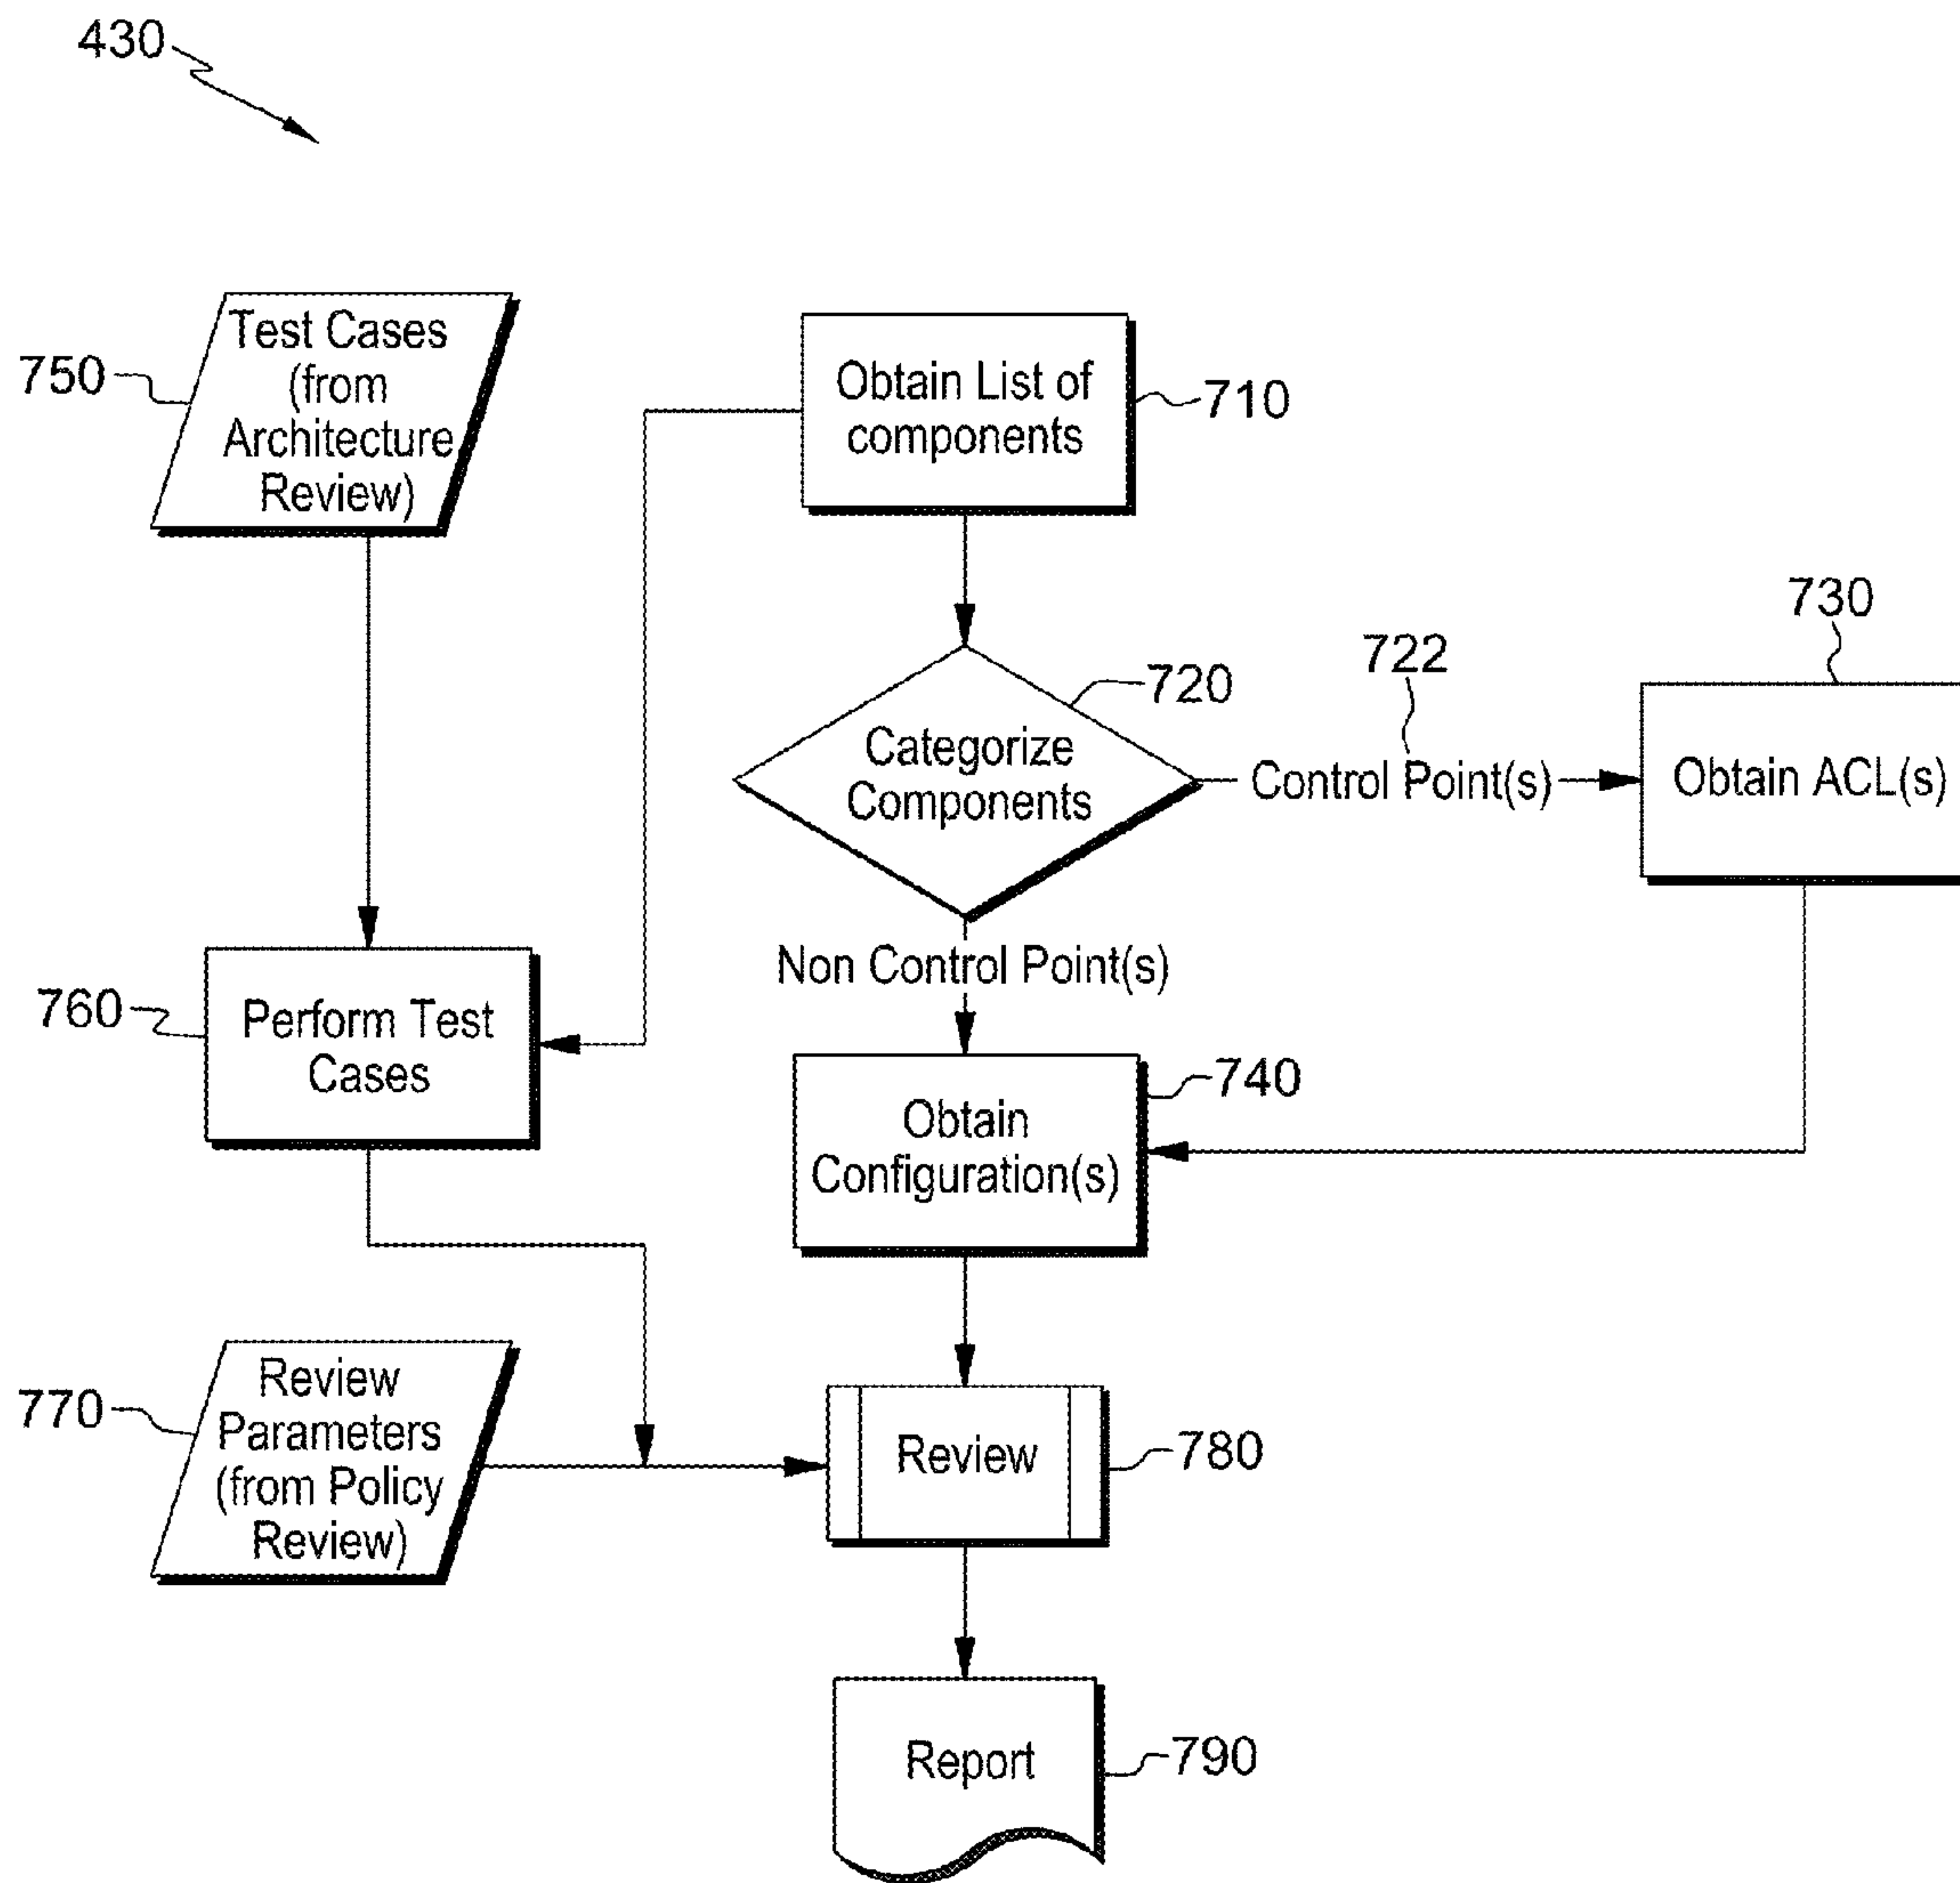 430
750
Test Cases
(from
Architecture
Review)
Obtain List of
components
710
720
Categorize
Components
722
Control Point(s)
730
Obtain ACL(s)
Non Control Point(s)
760
Perform Test
Cases
740
Obtain
Configuration(s)
770
Review
Parameters
(from Policy
Review)
Review
780
Report
790